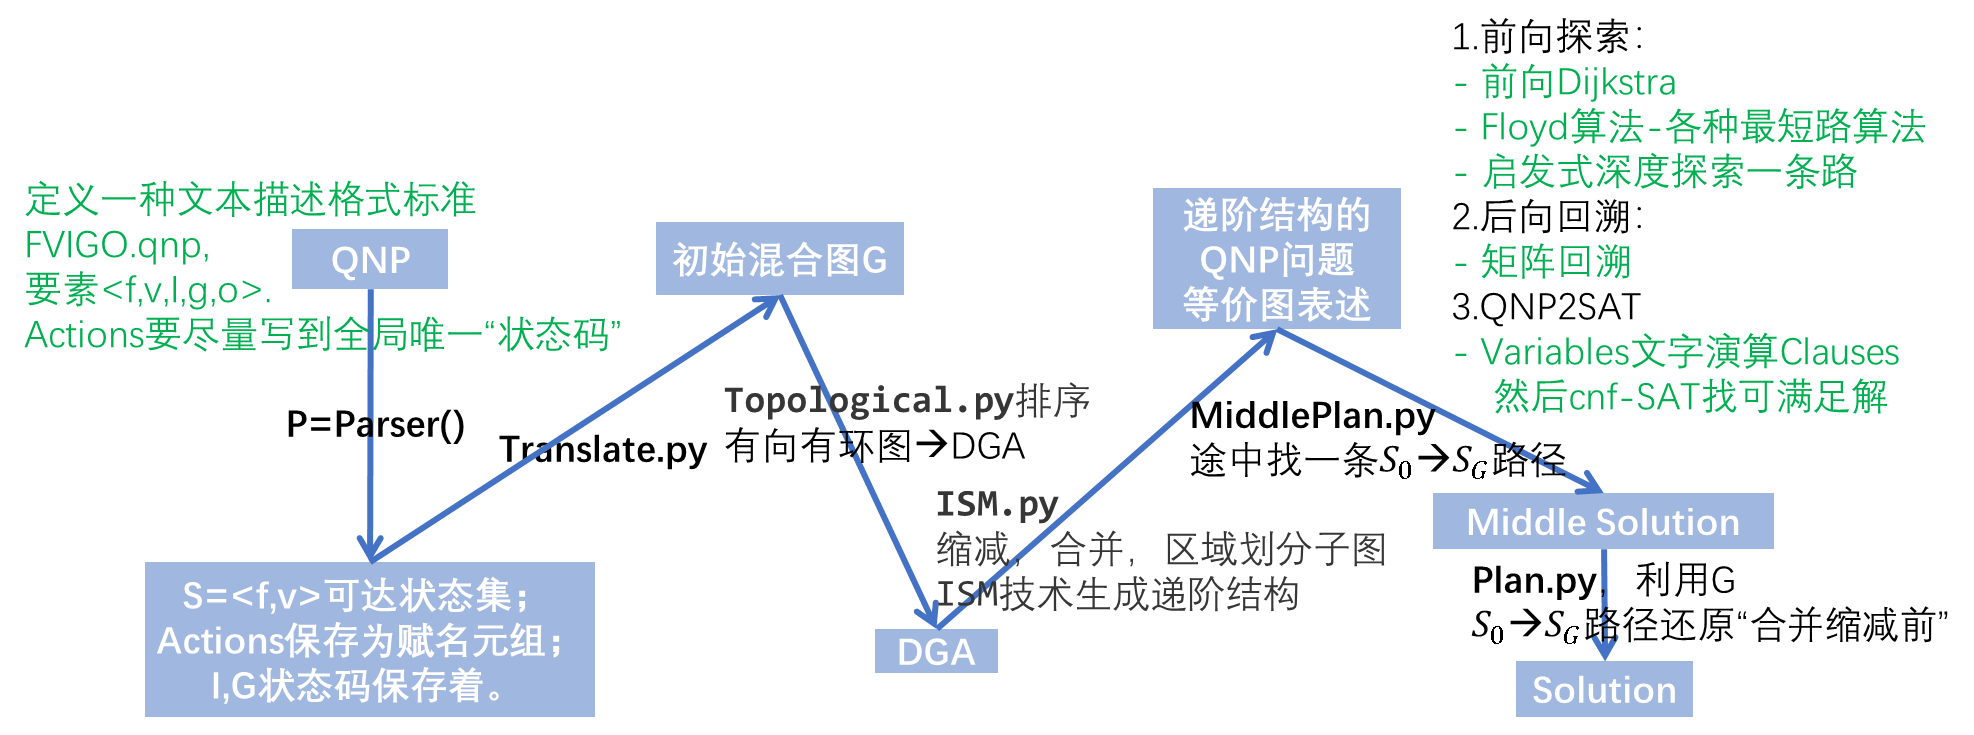 定义一种文本描述格式标准
FVIGO.qnp,
要素<f,v,I,g,o>.
Actions要尽量写到全局唯一“状态码”
QNP
P=Parser()
S=<f,v>可达状态集；
Actions保存为赋名元组；
I,G状态码保存着。
Translate.py
初始混合图G
Topological.py排序
有向有环图→DGA
DGA
ISM.py
缩减，合并，区域划分子图
ISM技术生成递阶结构
递阶结构的
QNP问题
等价图表述
MiddlePlan.py
途中找一条S0→SG路径
1.前向探索：
- 前向Dijkstra
- Floyd算法-各种最短路算法
- 启发式深度探索一条路
2.后向回溯：
- 矩阵回溯
3.QNP2SAT
- Variables文字演算Clauses
然后cnf-SAT找可满足解
Middle Solution
Plan.py，利用G
S0→SG路径还原“合并缩减前”
Solution